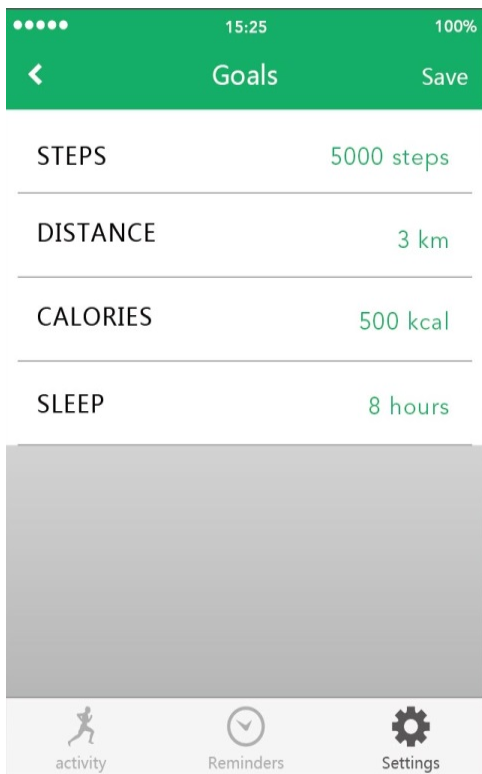 15:25 100%
Goals Save
STEPS 5000 steps
DISTANCE 3 km
CALORIES 500 kcal
SLEEP 8 hours
activity Reminders Settings